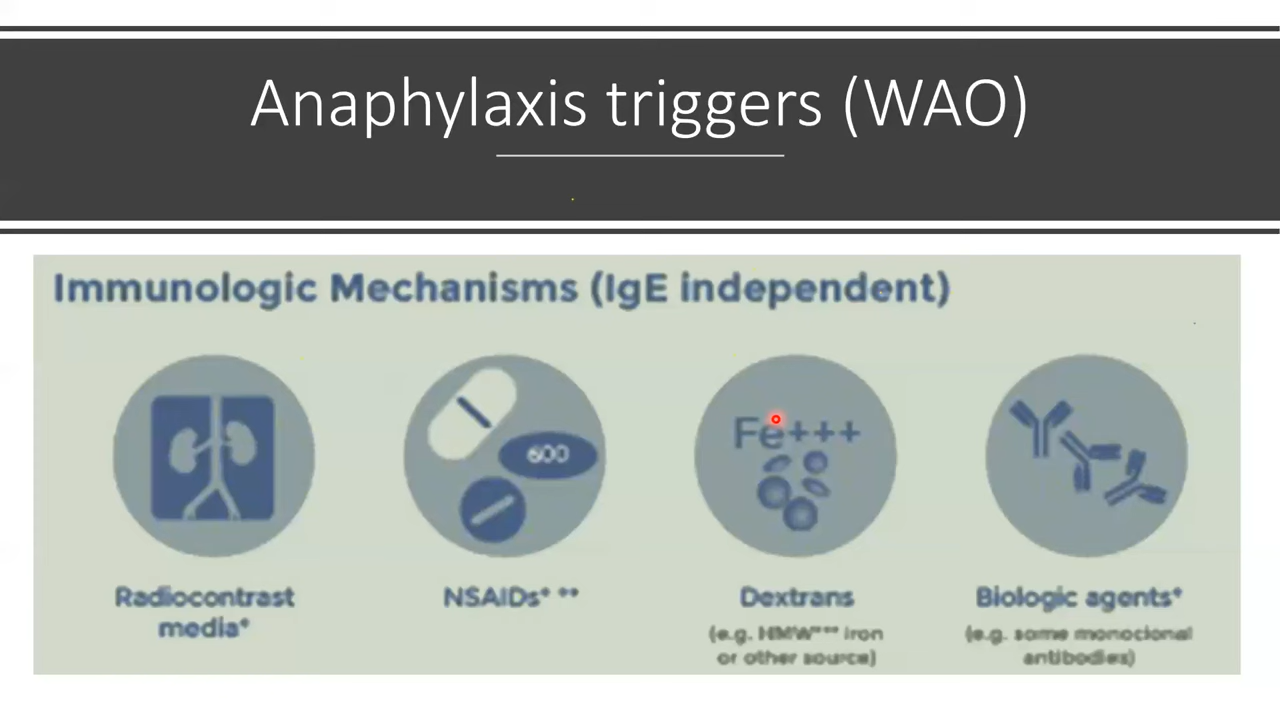 Anaphylaxis triggers (WAO)
Immunologic Mechanisms (IgE independent)
600
Fe+++
Radiocontrast
media*
NSAIDs* **
Dextrans
(e.g. HMW*** iron
or other source)
Biologic agents*
(e.g. some monoclonal
antibodies)